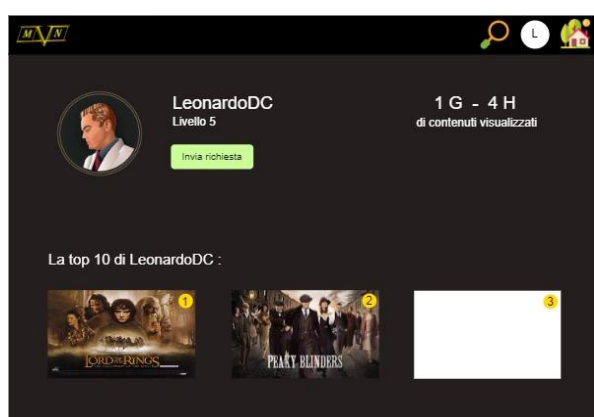 MVN
L
LeonardoDC
Livello 5
1 G - 4 H
di contenuti visualizzati
Invia richiesta
La top 10 di LeonardoDC :
1
2
3
LORD OF THE RINGS
PEAKY BLINDERS